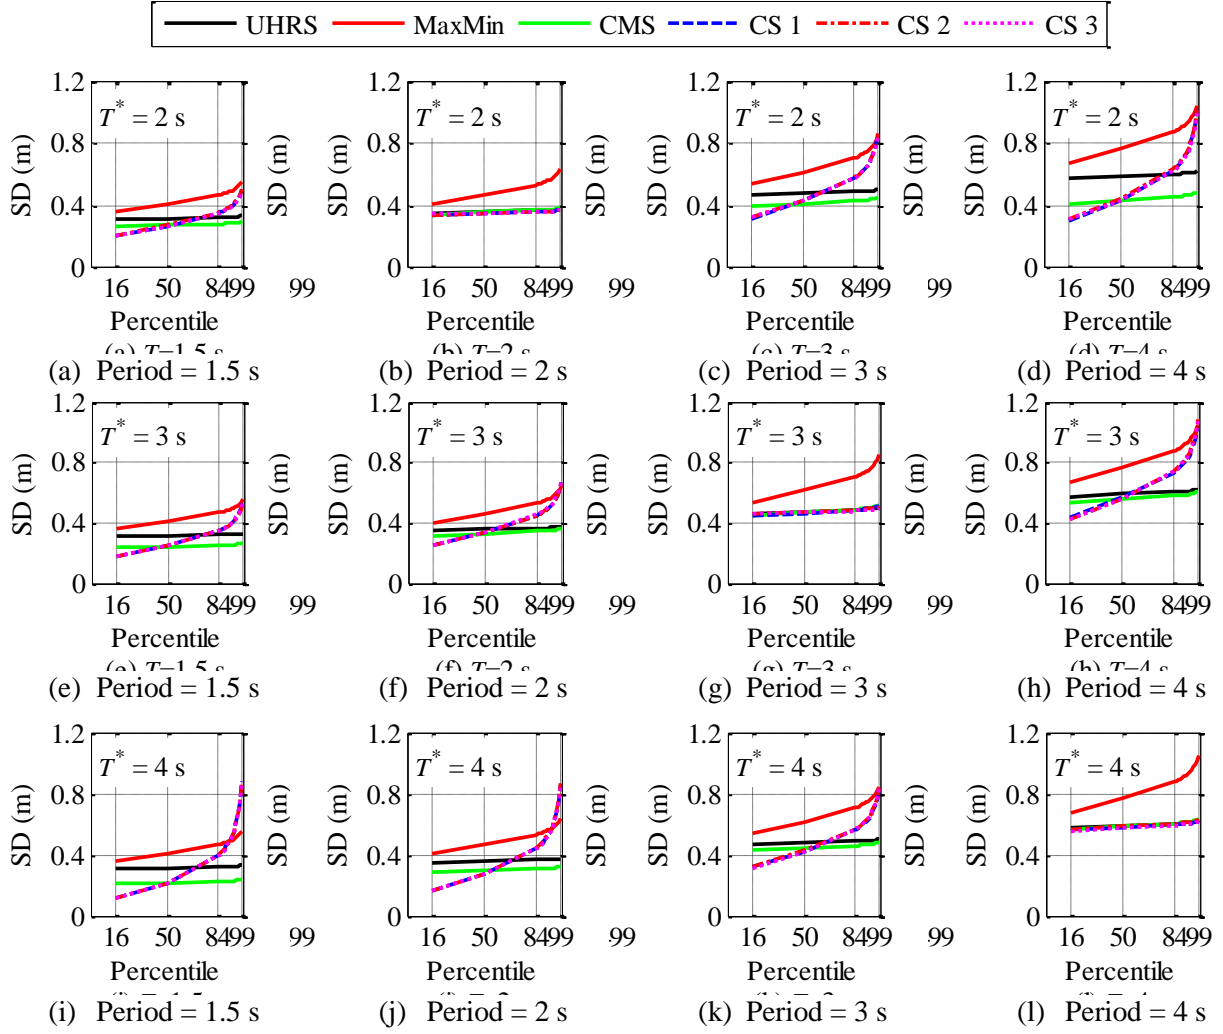 UHRS MaxMin CMS CS 1 CS 2 CS 3
1.2 1.2 1.2 1.2
T* = 2 s T* = 2 s T* = 2 s T* = 2 s
0.8 0.8 0.8 0.8
SD (m) SD (m) SD (m) SD (m)
0.4 0.4 0.4 0.4
0 0 0 0
16 50 8499 99 16 50 8499 16 50 8499 99 16 50 8499
Percentile Percentile Percentile Percentile
(a) Period = 1.5 s (b) Period = 2 s (c) Period = 3 s (d) Period = 4 s
1.2 1.2 1.2 1.2
T* = 3 s T* = 3 s T* = 3 s T* = 3 s
0.8 0.8 0.8 0.8
SD (m) SD (m) SD (m) SD (m)
0.4 0.4 0.4 0.4
0 0 0 0
16 50 8499 99 16 50 8499 16 50 8499 99 16 50 8499
Percentile Percentile Percentile Percentile
(e) Period = 1.5 s (f) Period = 2 s (g) Period = 3 s (h) Period = 4 s
1.2 1.2 1.2 1.2
T* = 4 s T* = 4 s T* = 4 s T* = 4 s
0.8 0.8 0.8 0.8
SD (m) SD (m) SD (m) SD (m)
0.4 0.4 0.4 0.4
0 0 0 0
16 50 8499 99 16 50 8499 16 50 8499 99 16 50 8499
Percentile Percentile Percentile Percentile
(i) Period = 1.5 s (j) Period = 2 s (k) Period = 3 s (l) Period = 4 s